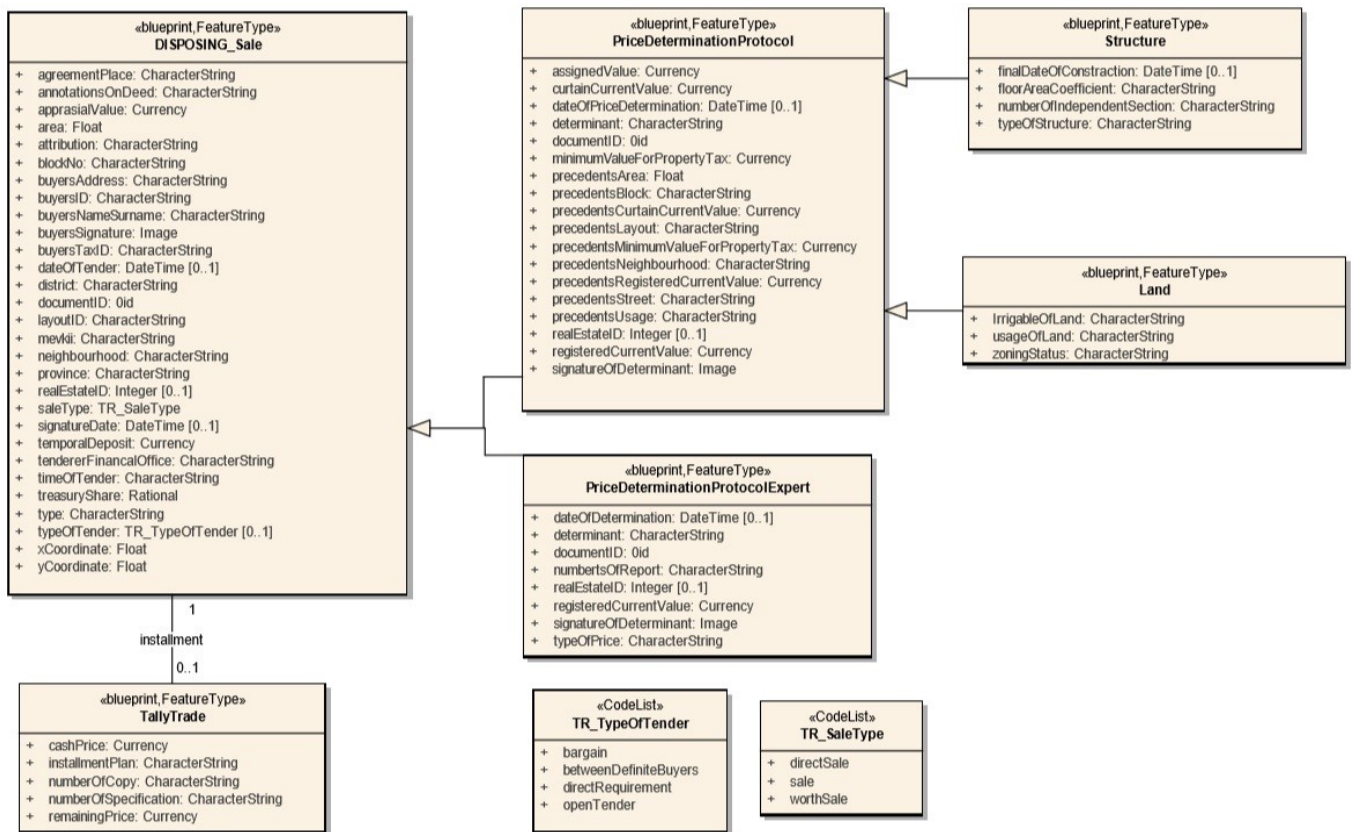 «blueprint,FeatureType»
DISPOSING_Sale
+ agreementPlace: CharacterString
+ annotationsOnDeed: CharacterString
+ apprasialValue: Currency
+ area: Float
+ attribution: CharacterString
+ blockNo: CharacterString
+ buyersAddress: CharacterString
+ buyersID: CharacterString
+ buyersNameSurname: CharacterString
+ buyersSignature: Image
+ buyersTaxID: CharacterString
+ dateOfTender: DateTime [0..1]
+ district: CharacterString
+ documentID: 0id
+ layoutID: CharacterString
+ mevkii: CharacterString
+ neighbourhood: CharacterString
+ province: CharacterString
+ realEstateID: Integer [0..1]
+ saleType: TR_SaleType
+ signatureDate: DateTime [0..1]
+ temporalDeposit: Currency
+ tendererFinancalOffice: CharacterString
+ timeOfTender: CharacterString
+ treasuryShare: Rational
+ type: CharacterString
+ typeOfTender: TR_TypeOfTender [0..1]
+ xCoordinate: Float
+ yCoordinate: Float
1
installment
0..1
«blueprint,FeatureType»
TallyTrade
+ cashPrice: Currency
+ installmentPlan: CharacterString
+ numberOfCopy: CharacterString
+ numberOfSpecification: CharacterString
+ remainingPrice: Currency
«blueprint,FeatureType»
PriceDeterminationProtocol
+ assignedValue: Currency
+ curtainCurrentValue: Currency
+ dateOfPriceDetermination: DateTime [0..1]
+ determinant: CharacterString
+ documentID: 0id
+ minimumValueForPropertyTax: Currency
+ precedentsArea: Float
+ precedentsBlock: CharacterString
+ precedentsCurtainCurrentValue: Currency
+ precedentsLayout: CharacterString
+ precedentsMinimumValueForPropertyTax: Currency
+ precedentsNeighbourhood: CharacterString
+ precedentsRegisteredCurrentValue: Currency
+ precedentsStreet: CharacterString
+ precedentsUsage: CharacterString
+ realEstateID: Integer [0..1]
+ registeredCurrentValue: Currency
+ signatureOfDeterminant: Image
«blueprint,FeatureType»
PriceDeterminationProtocolExpert
+ dateOfDetermination: DateTime [0..1]
+ determinant: CharacterString
+ documentID: 0id
+ numbertsOfReport: CharacterString
+ realEstateID: Integer [0..1]
+ registeredCurrentValue: Currency
+ signatureOfDeterminant: Image
+ typeOfPrice: CharacterString
«CodeList»
TR_TypeOfTender
+ bargain
+ betweenDefiniteBuyers
+ directRequirement
+ openTender
«CodeList»
TR_SaleType
+ directSale
+ sale
+ worthSale
«blueprint,FeatureType»
Structure
+ finalDateOfConstraction: DateTime [0..1]
+ floorAreaCoefficient: CharacterString
+ numberOfIndependentSection: CharacterString
+ typeOfStructure: CharacterString
«blueprint,FeatureType»
Land
+ IrrigableOfLand: CharacterString
+ usageOfLand: CharacterString
+ zoningStatus: CharacterString